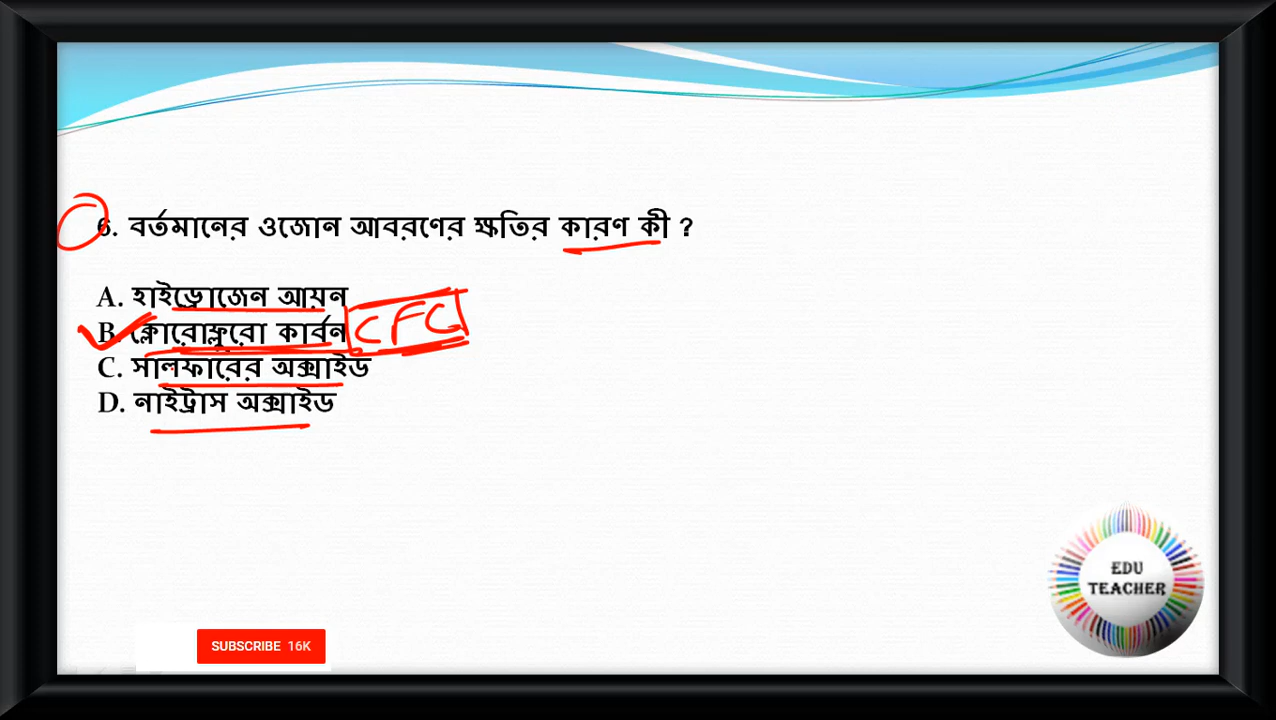 6. বর্তমানের ওজোন আবরণের ক্ষতির কারণ কী ?
A. হাইড্রোজেন আয়ন
B. ক্লোরোফ্লুরো কার্বন CFC
C. সালফারের অক্সাইড
D. নাইট্রাস অক্সাইড
EDU
TEACHER
SUBSCRIBE 16K